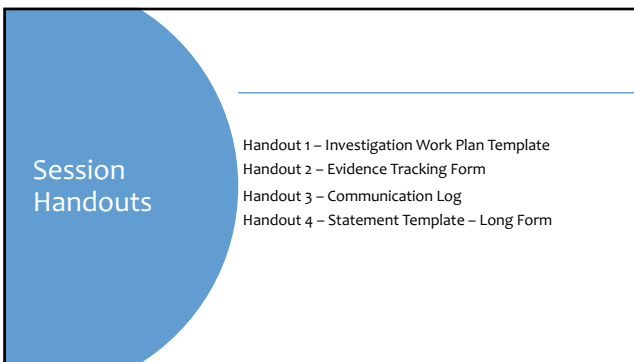 Session
Handouts
Handout 1 – Investigation Work Plan Template
Handout 2 – Evidence Tracking Form
Handout 3 – Communication Log
Handout 4 – Statement Template – Long Form